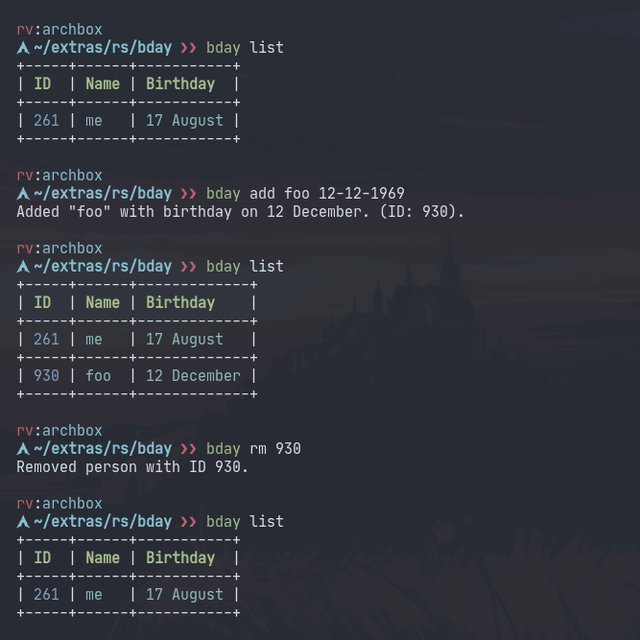 rv:archbox
~/extras/rs/bday ❯❯ bday list
+-----+------+-----------+
| ID  | Name | Birthday  |
+-----+------+-----------+
| 261 | me   | 17 August |
+-----+------+-----------+
rv:archbox
~/extras/rs/bday ❯❯ bday add foo 12-12-1969
Added "foo" with birthday on 12 December. (ID: 930).
rv:archbox
~/extras/rs/bday ❯❯ bday list
+-----+------+-------------+
| ID  | Name | Birthday    |
+-----+------+-------------+
| 261 | me   | 17 August   |
+-----+------+-------------+
| 930 | foo  | 12 December |
+-----+------+-------------+
rv:archbox
~/extras/rs/bday ❯❯ bday rm 930
Removed person with ID 930.
rv:archbox
~/extras/rs/bday ❯❯ bday list
+-----+------+-----------+
| ID  | Name | Birthday  |
+-----+------+-----------+
| 261 | me   | 17 August |
+-----+------+-----------+